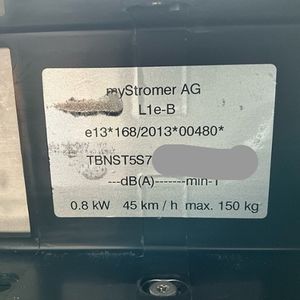 myStromer AG
L1e-B
e13*168/2013*00480*
TBNST5S7
---dB(A)-------min-1
0.8 kW 45 km / h max. 150 kg